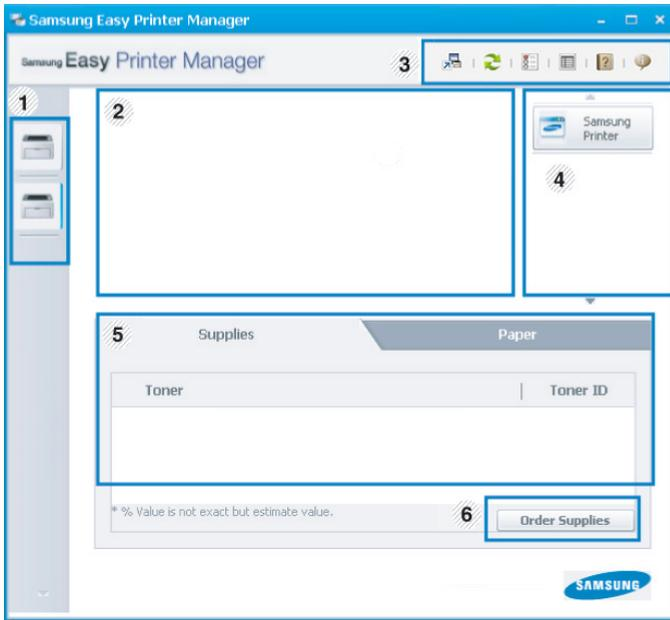 Samsung Easy Printer Manager
Samsung Easy Printer Manager
3
1
2
Samsung
Printer
4
5
Supplies
Paper
Toner
Toner ID
* % Value is not exact but estimate value.
6
Order Supplies
SAMSUNG